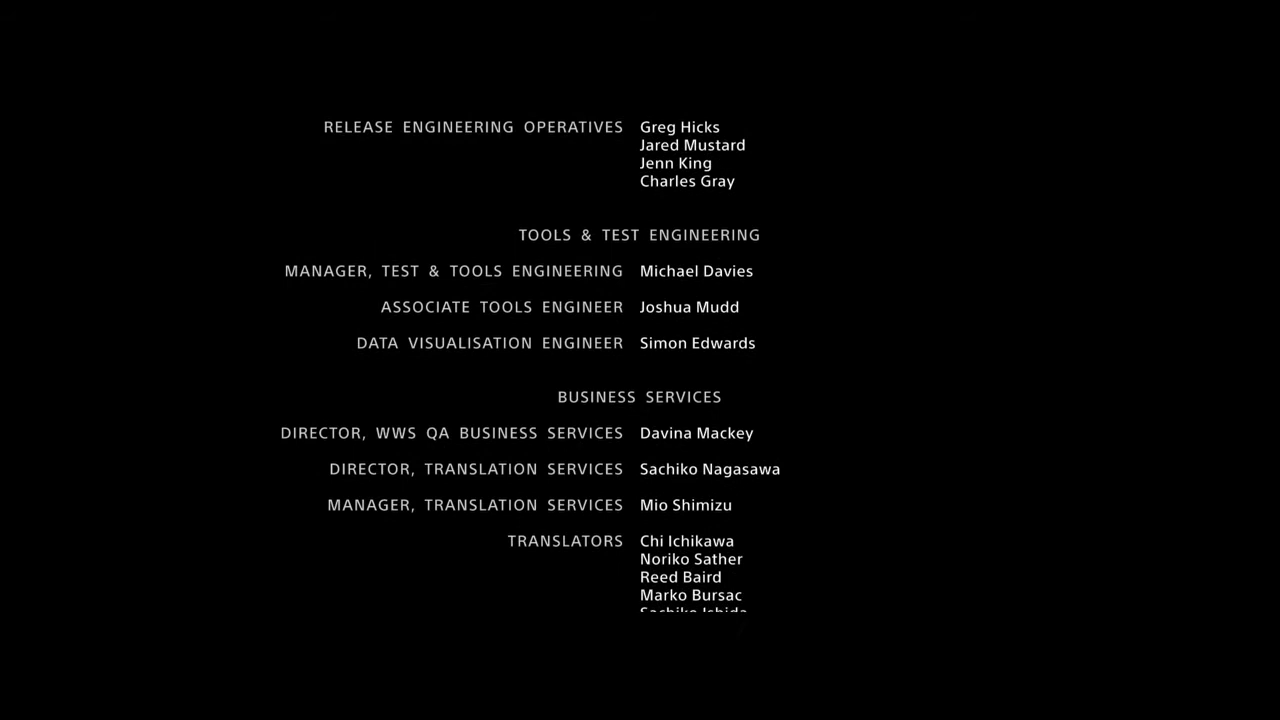 RELEASE ENGINEERING OPERATIVES Greg Hicks
Jared Mustard
Jenn King
Charles Gray
TOOLS & TEST ENGINEERING
MANAGER, TEST & TOOLS ENGINEERING Michael Davies
ASSOCIATE TOOLS ENGINEER Joshua Mudd
DATA VISUALISATION ENGINEER Simon Edwards
BUSINESS SERVICES
DIRECTOR, WWS QA BUSINESS SERVICES Davina Mackey
DIRECTOR, TRANSLATION SERVICES Sachiko Nagasawa
MANAGER, TRANSLATION SERVICES Mio Shimizu
TRANSLATORS Chi Ichikawa
Noriko Sather
Reed Baird
Marko Bursac
Sachiko Ishida